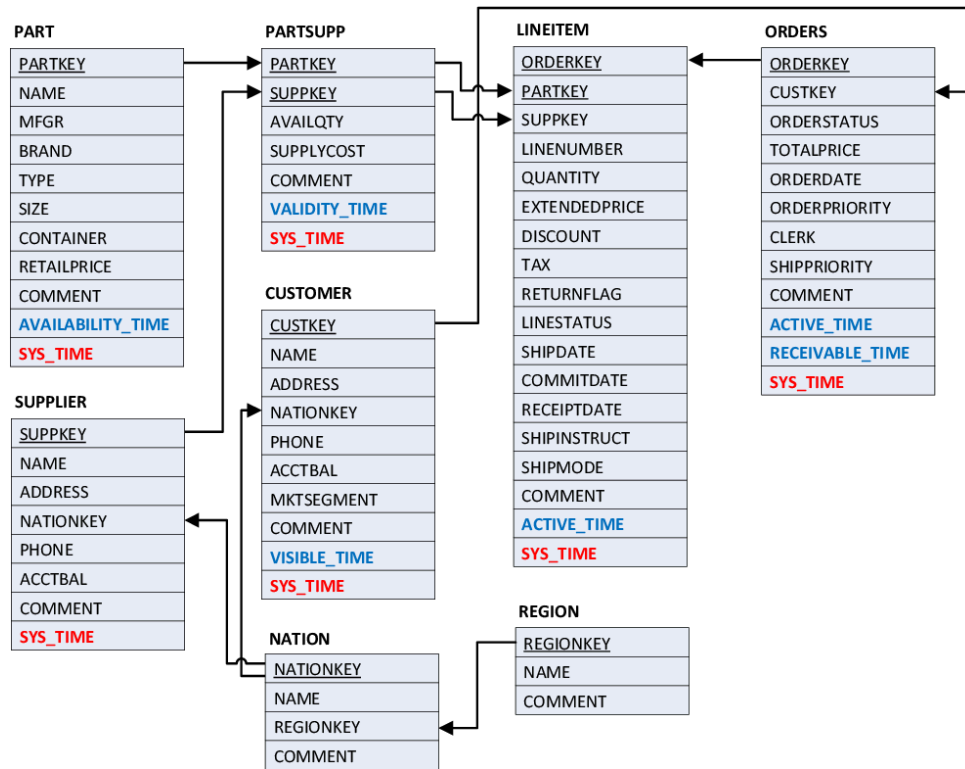 PART
PARTKEY
NAME
MFGR
BRAND
TYPE
SIZE
CONTAINER
RETAILPRICE
COMMENT
AVAILABILITY_TIME
SYS_TIME
SUPPLIER
SUPPKEY
NAME
ADDRESS
NATIONKEY
PHONE
ACCTBAL
COMMENT
SYS_TIME
PARTSUPP
PARTKEY
SUPPKEY
AVAILQTY
SUPPLYCOST
COMMENT
VALIDITY_TIME
SYS_TIME
CUSTOMER
CUSTKEY
NAME
ADDRESS
NATIONKEY
PHONE
ACCTBAL
MKTSEGMENT
COMMENT
VISIBLE_TIME
SYS_TIME
NATION
NATIONKEY
NAME
REGIONKEY
COMMENT
LINEITEM
ORDERKEY
PARTKEY
SUPPKEY
LINENUMBER
QUANTITY
EXTENDEDPRICE
DISCOUNT
TAX
RETURNFLAG
LINESTATUS
SHIPDATE
COMMITDATE
RECEIPTDATE
SHIPINSTRUCT
SHIPMODE
COMMENT
ACTIVE_TIME
SYS_TIME
REGION
REGIONKEY
NAME
COMMENT
ORDERS
ORDERKEY
CUSTKEY
ORDERSTATUS
TOTALPRICE
ORDERDATE
ORDERPRIORITY
CLERK
SHIPPRIORITY
COMMENT
ACTIVE_TIME
RECEIVABLE_TIME
SYS_TIME